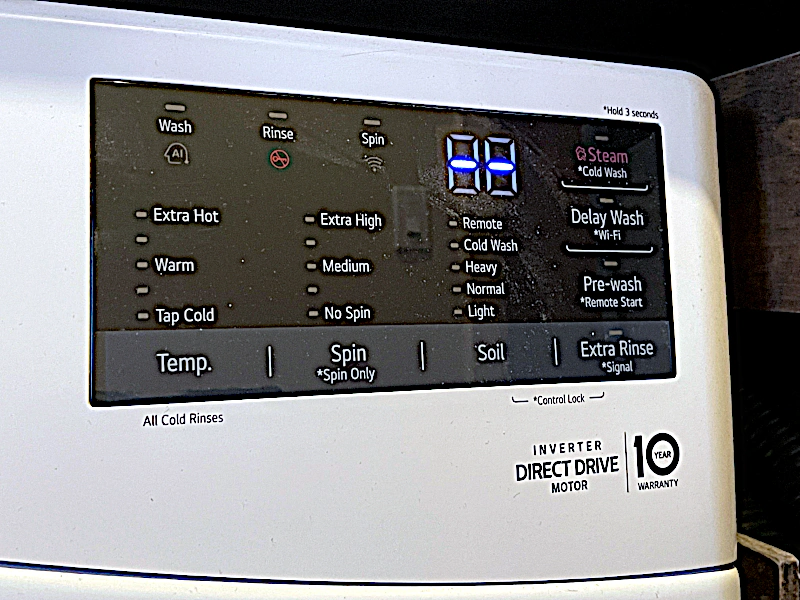 *Hold 3 seconds
Wash
Rinse
Spin
AI
--
Steam
*Cold Wash
Extra Hot
Extra High
Remote
Delay Wash
*Wi-Fi
Cold Wash
Warm
Medium
Heavy
Pre-wash
*Remote Start
Normal
Tap Cold
No Spin
Light
Temp.
Spin
*Spin Only
Soil
Extra Rinse
*Signal
All Cold Rinses
*Control Lock
INVERTER
DIRECT DRIVE
MOTOR
10
YEAR
WARRANTY